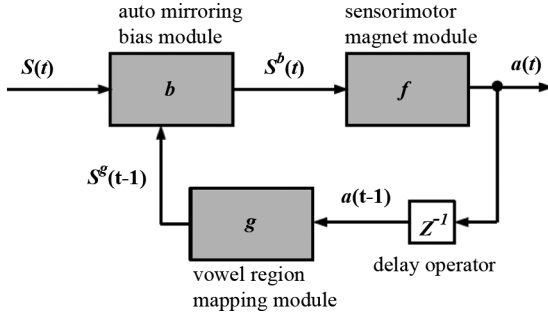 auto mirroring
bias module
sensorimotor
magnet module
S(t)
b
S^b(t)
f
a(t)
S^g(t-1)
g
a(t-1)
Z^-1
vowel region
mapping module
delay operator